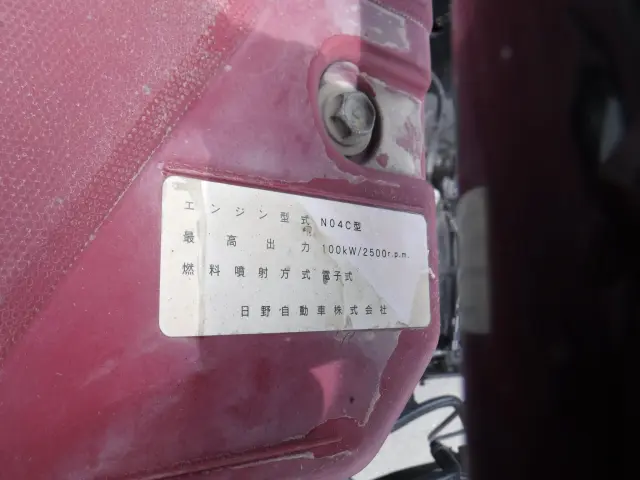 エンジン型式 N04C型
最高出力 100kW/2500r.p.m.
燃料噴射方式 電子式
日野自動車株式会社